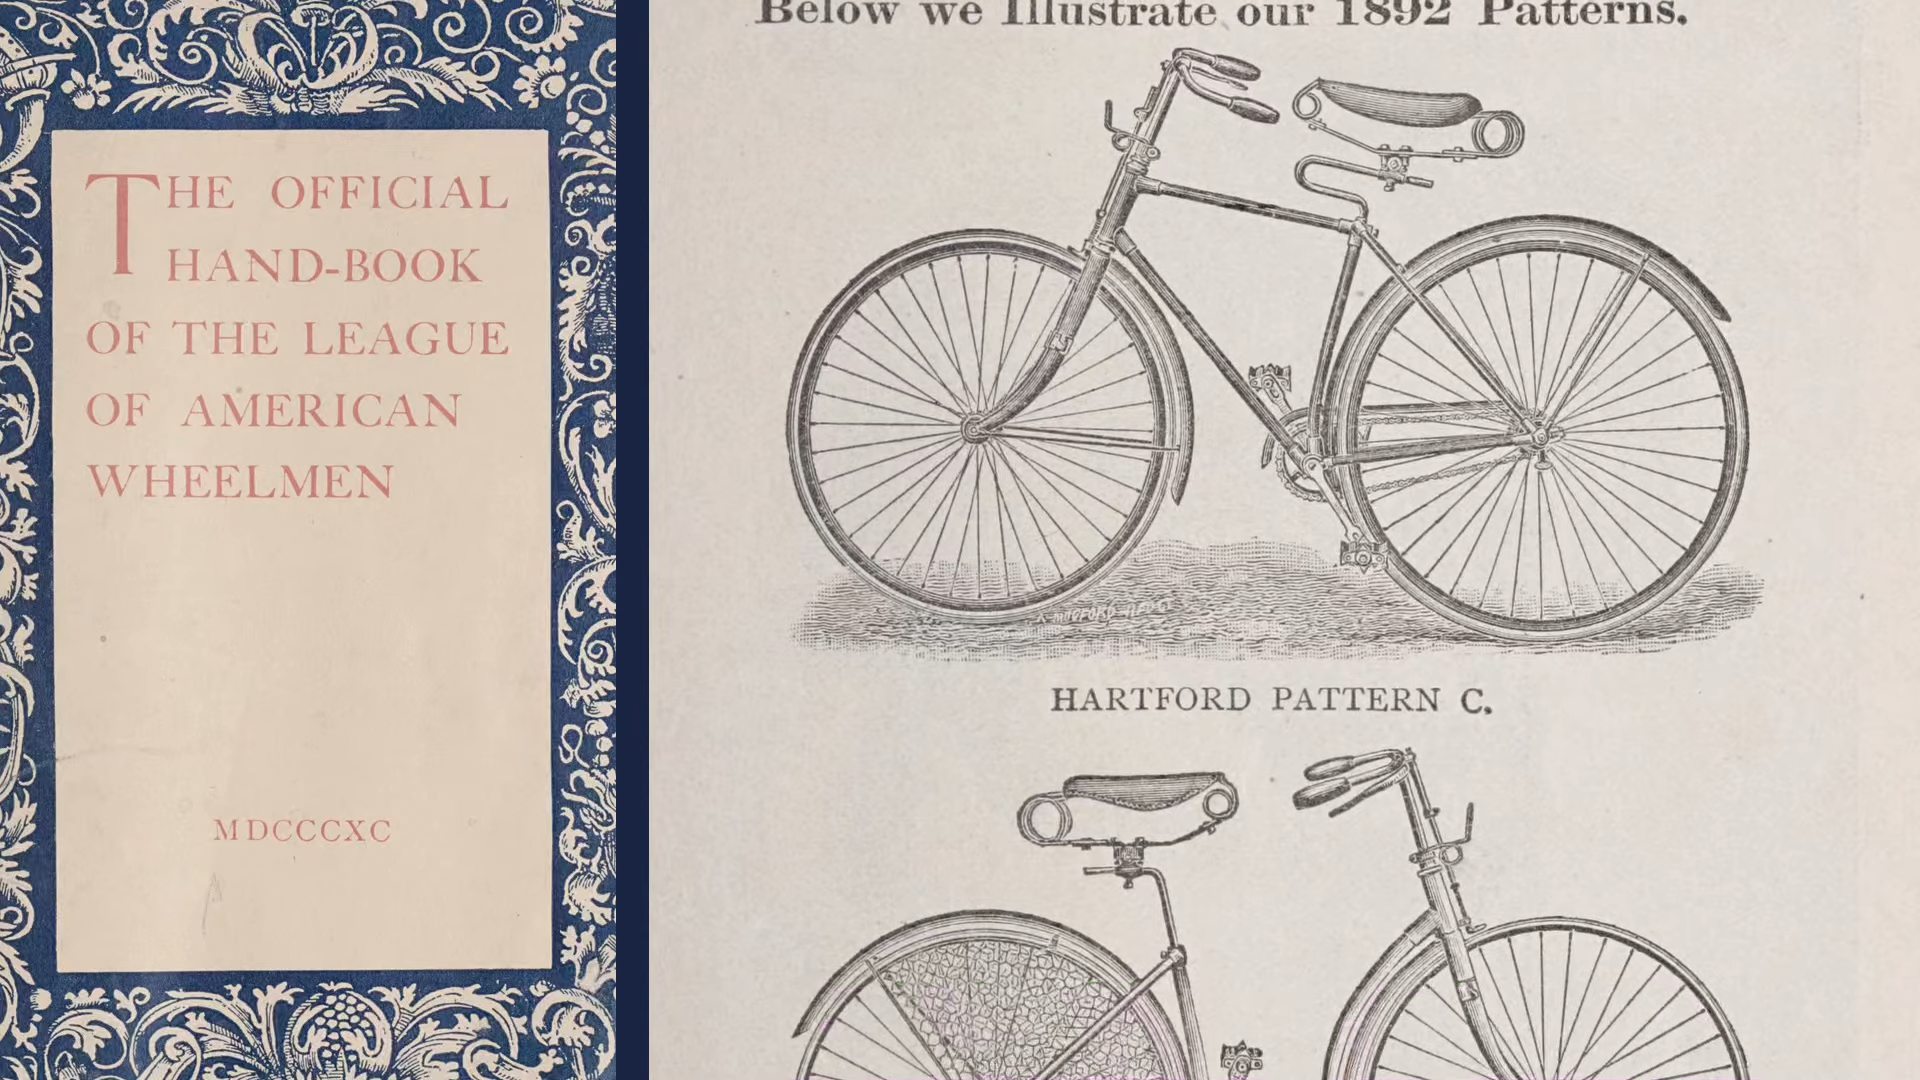 THE OFFICIAL
HAND-BOOK
OF THE LEAGUE
OF AMERICAN
WHEELMEN
MDCCCXC
Below we Illustrate our 1892 Patterns.
HARTFORD PATTERN C.